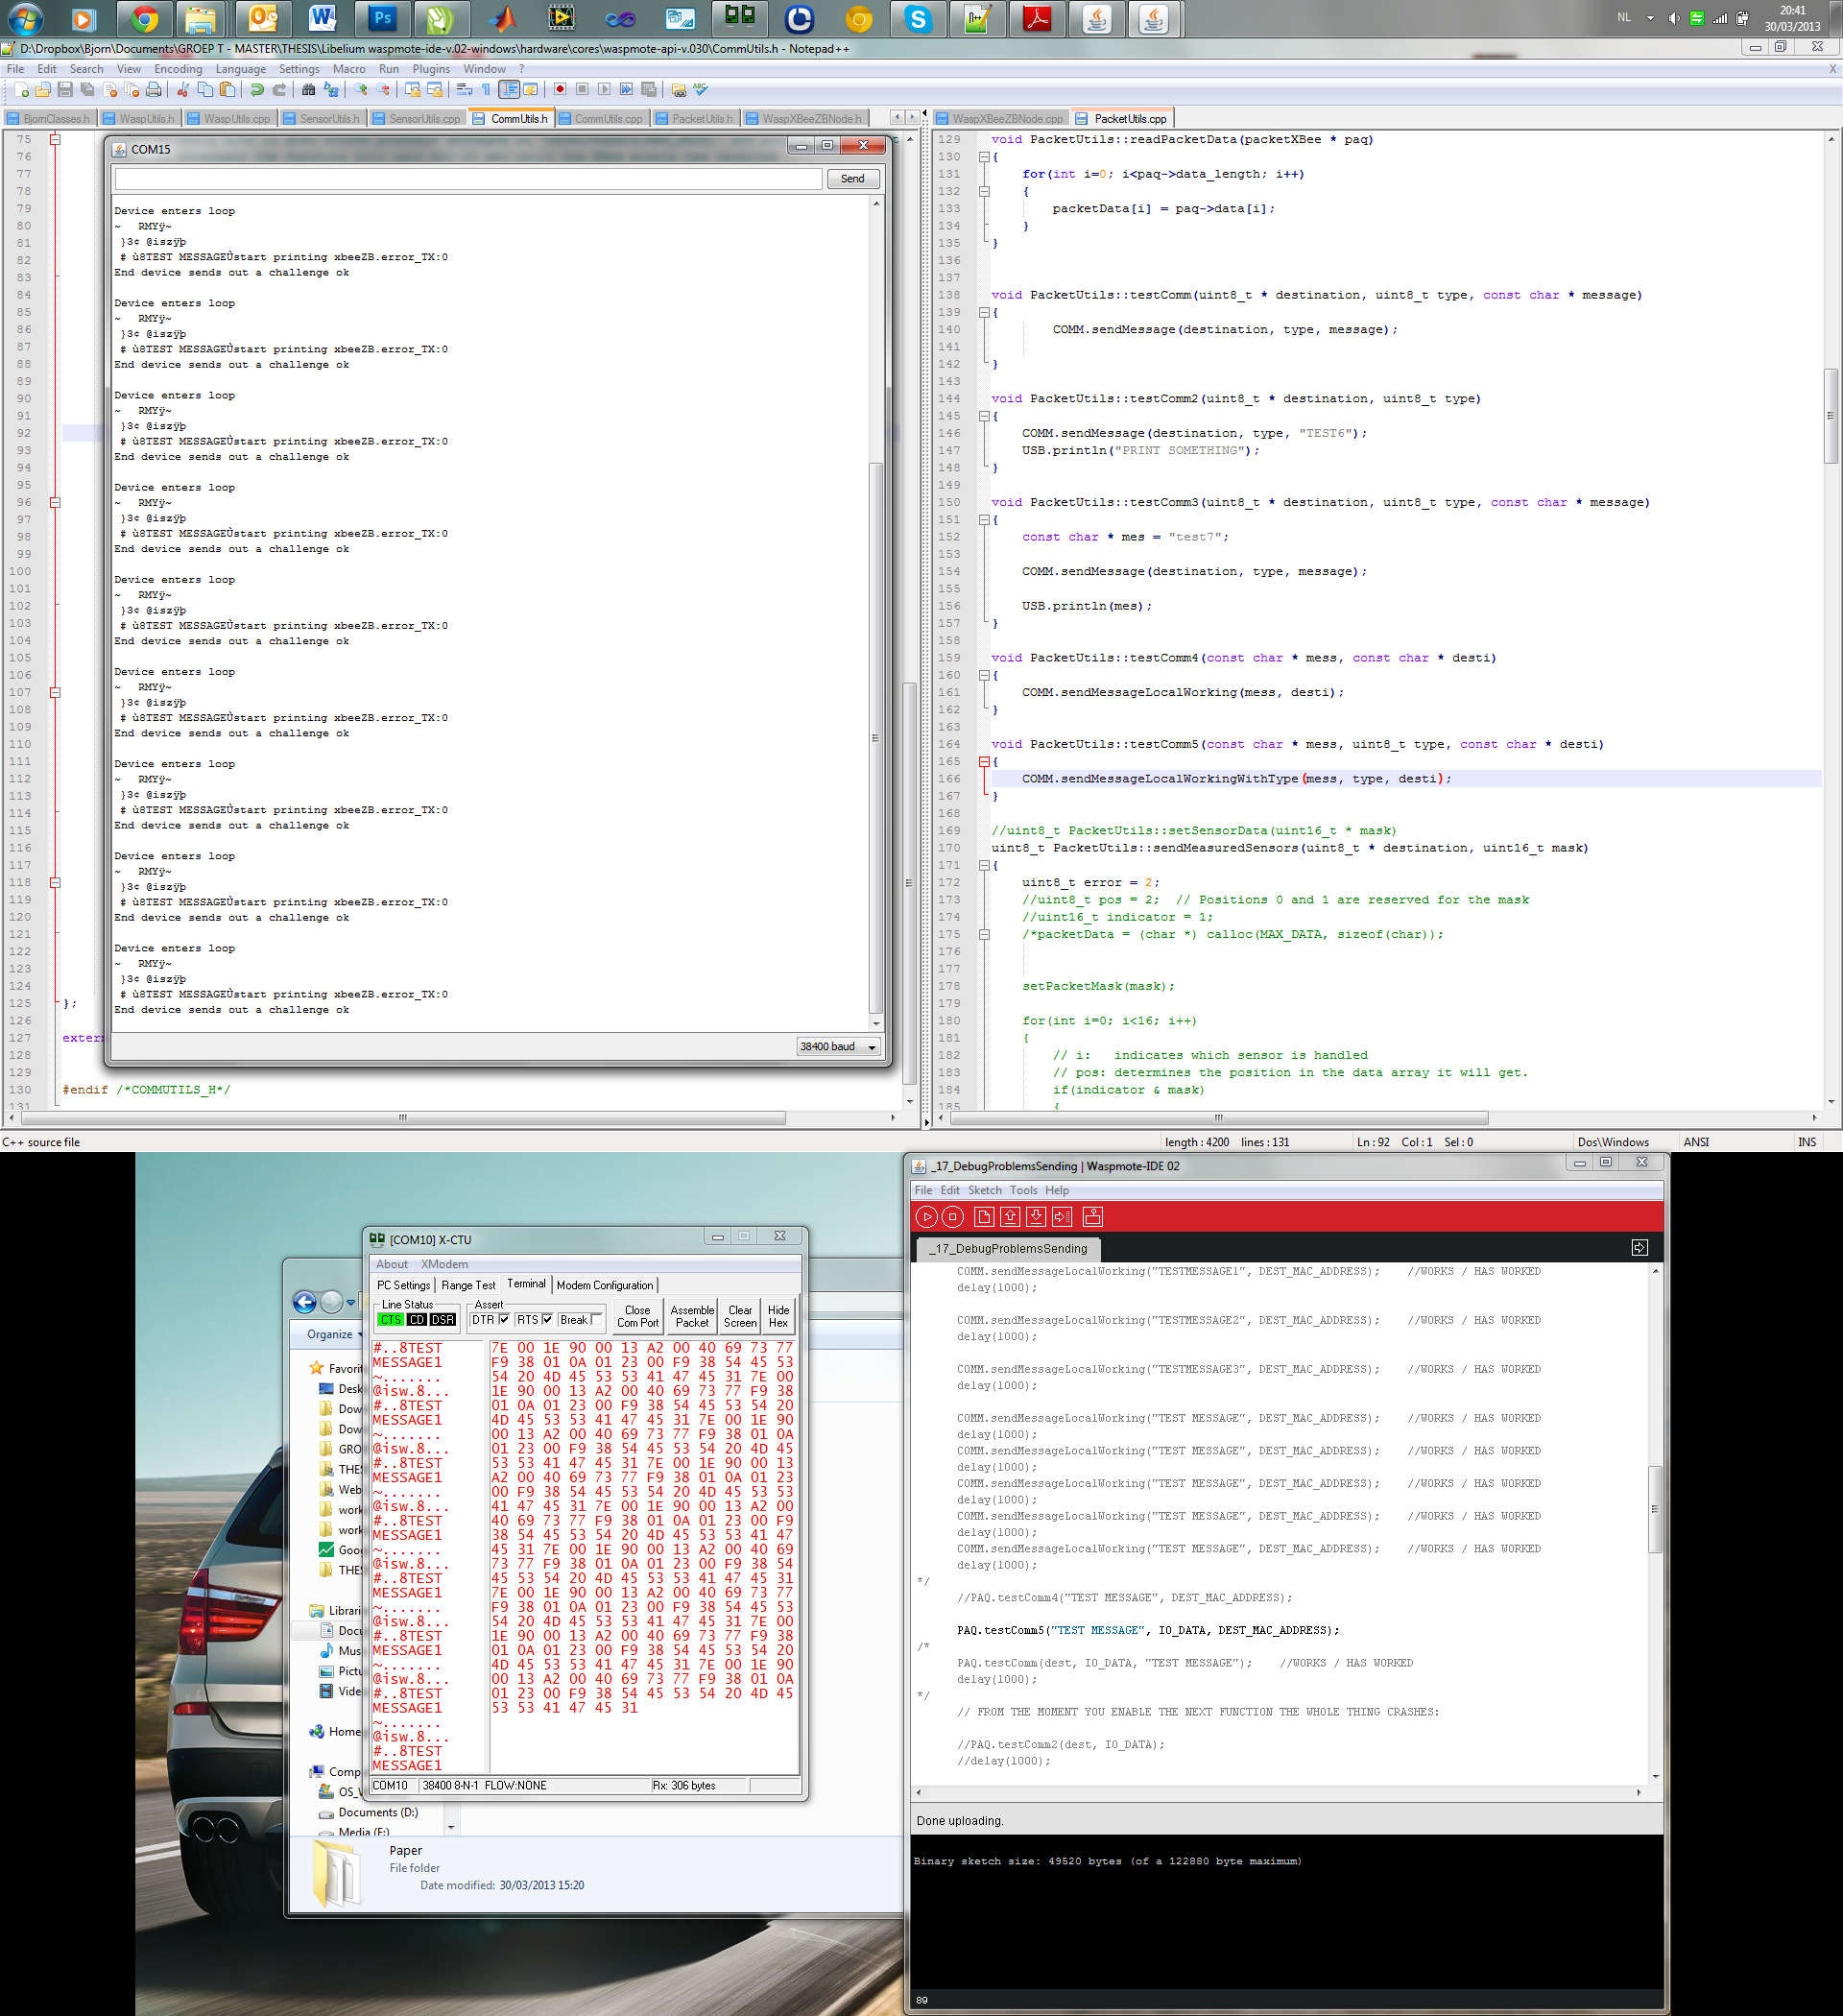 NL
20:41
30/03/2013
D:\Dropbox\Bjorn\Documents\GROEP T - MASTER\THESIS\Libelium waspmote-ide-v.02-windows\hardware\cores\waspmote-api-v.030\CommUtils.h - Notepad++
File Edit Search View Encoding Language Settings Macro Run Plugins Window ?
BjornClasses.h WaspUtils.h WaspUtils.cpp SensorUtils.h SensorUtils.cpp CommUtils.h CommUtils.cpp PacketUtils.h WaspXBeeZBNode.h
COM15
Send
Device enters loop
~   RMYÿ~
}3¢ @iszÿþ
# ù8TEST MESSAGEÙstart printing xbeeZB.error_TX:0
End device sends out a challenge ok
Device enters loop
~   RMYÿ~
}3¢ @iszÿþ
# ù8TEST MESSAGEÙstart printing xbeeZB.error_TX:0
End device sends out a challenge ok
Device enters loop
~   RMYÿ~
}3¢ @iszÿþ
# ù8TEST MESSAGEÙstart printing xbeeZB.error_TX:0
End device sends out a challenge ok
Device enters loop
~   RMYÿ~
}3¢ @iszÿþ
# ù8TEST MESSAGEÙstart printing xbeeZB.error_TX:0
End device sends out a challenge ok
Device enters loop
~   RMYÿ~
}3¢ @iszÿþ
# ù8TEST MESSAGEÙstart printing xbeeZB.error_TX:0
End device sends out a challenge ok
Device enters loop
~   RMYÿ~
}3¢ @iszÿþ
# ù8TEST MESSAGEÙstart printing xbeeZB.error_TX:0
End device sends out a challenge ok
Device enters loop
~   RMYÿ~
}3¢ @iszÿþ
# ù8TEST MESSAGEÙstart printing xbeeZB.error_TX:0
End device sends out a challenge ok
Device enters loop
~   RMYÿ~
}3¢ @iszÿþ
# ù8TEST MESSAGEÙstart printing xbeeZB.error_TX:0
End device sends out a challenge ok
Device enters loop
~   RMYÿ~
}3¢ @iszÿþ
# ù8TEST MESSAGEÙstart printing xbeeZB.error_TX:0
End device sends out a challenge ok
38400 baud
125 };
126
127 extern
128
129
130 #endif /*COMMUTILS_H*/
131
WaspXBeeZBNode.cpp PacketUtils.cpp
129 void PacketUtils::readPacketData(packetXBee * paq)
130 {
131 for(int i=0; i<paq->data_length; i++)
132 {
133 packetData[i] = paq->data[i];
134 }
135 }
136
137
138 void PacketUtils::testComm(uint8_t * destination, uint8_t type, const char * message)
139 {
140 COMM.sendMessage(destination, type, message);
141
142 }
143
144 void PacketUtils::testComm2(uint8_t * destination, uint8_t type)
145 {
146 COMM.sendMessage(destination, type, "TEST6");
147 USB.println("PRINT SOMETHING");
148 }
149
150 void PacketUtils::testComm3(uint8_t * destination, uint8_t type, const char * message)
151 {
152 const char * mes = "test7";
153
154 COMM.sendMessage(destination, type, message);
155
156 USB.println(mes);
157 }
158
159 void PacketUtils::testComm4(const char * mess, const char * desti)
160 {
161 COMM.sendMessageLocalWorking(mess, desti);
162 }
163
164 void PacketUtils::testComm5(const char * mess, uint8_t type, const char * desti)
165 {
166 COMM.sendMessageLocalWorkingWithType(mess, type, desti);
167 }
168
169 //uint8_t PacketUtils::setSensorData(uint16_t * mask)
170 uint8_t PacketUtils::sendMeasuredSensors(uint8_t * destination, uint16_t mask)
171 {
172 uint8_t error = 2;
173 //uint8_t pos = 2;  // Positions 0 and 1 are reserved for the mask
174 //uint16_t indicator = 1;
175 /*packetData = (char *) calloc(MAX_DATA, sizeof(char));
176
177
178 setPacketMask(mask);
179
180 for(int i=0; i<16; i++)
181 {
182 // i:   indicates which sensor is handled
183 // pos: determines the position in the data array it will get.
184 if(indicator & mask)
185 {
C++ source file
length : 4200 lines : 131
Ln : 92 Col : 1 Sel : 0
Dos\Windows
ANSI
INS
[COM10] X-CTU
About XModem
PC Settings Range Test Terminal Modem Configuration
Line Status
CTS CD DSR
Assert
DTR RTS Break
Close Com Port
Assemble Packet
Clear Screen
Hide Hex
#..8TEST 7E 00 1E 90 00 13 A2 00 40 69 73 77
MESSAGE1 F9 38 01 0A 01 23 00 F9 38 54 45 53
~....... 54 20 4D 45 53 53 41 47 45 31 7E 00
@isw.8... 1E 90 00 13 A2 00 40 69 73 77 F9 38
#..8TEST 01 0A 01 23 00 F9 38 54 45 53 54 20
MESSAGE1 4D 45 53 53 41 47 45 31 7E 00 1E 90
~....... 00 13 A2 00 40 69 73 77 F9 38 01 0A
@isw.8... 01 23 00 F9 38 54 45 53 54 20 4D 45
#..8TEST 53 53 41 47 45 31 7E 00 1E 90 00 13
MESSAGE1 A2 00 40 69 73 77 F9 38 01 0A 01 23
~....... 00 F9 38 54 45 53 54 20 4D 45 53 53
@isw.8... 41 47 45 31 7E 00 1E 90 00 13 A2 00
#..8TEST 40 69 73 77 F9 38 01 0A 01 23 00 F9
MESSAGE1 38 54 45 53 54 20 4D 45 53 53 41 47
~....... 45 31 7E 00 1E 90 00 13 A2 00 40 69
@isw.8... 73 77 F9 38 01 0A 01 23 00 F9 38 54
#..8TEST 45 53 54 20 4D 45 53 53 41 47 45 31
MESSAGE1 7E 00 1E 90 00 13 A2 00 40 69 73 77
~....... F9 38 01 0A 01 23 00 F9 38 54 45 53
@isw.8... 54 20 4D 45 53 53 41 47 45 31 7E 00
#..8TEST 1E 90 00 13 A2 00 40 69 73 77 F9 38
MESSAGE1 01 0A 01 23 00 F9 38 54 45 53 54 20
~....... 4D 45 53 53 41 47 45 31 7E 00 1E 90
@isw.8... 00 13 A2 00 40 69 73 77 F9 38 01 0A
#..8TEST 01 23 00 F9 38 54 45 53 54 20 4D 45
MESSAGE1 53 53 41 47 45 31
~.......
@isw.8...
#..8TEST
MESSAGE1
COM10 38400 8-N-1 FLOW:NONE Rx: 306 bytes
Organize
Favorit
Desk
Dow
Dow
GRO
THES
Web
work
work
Goog
THES
Librari
Docu
Mus
Pictu
Vide
Home
Comp
OS_
Documents (D:)
Media (E:)
Paper
File folder
Date modified: 30/03/2013 15:20
_17_DebugProblemsSending | Waspmote-IDE 02
File Edit Sketch Tools Help
_17_DebugProblemsSending
COMM.sendMessageLocalWorking("TESTMESSAGE1", DEST_MAC_ADDRESS); //WORKS / HAS WORKED
delay(1000);
COMM.sendMessageLocalWorking("TESTMESSAGE2", DEST_MAC_ADDRESS); //WORKS / HAS WORKED
delay(1000);
COMM.sendMessageLocalWorking("TESTMESSAGE3", DEST_MAC_ADDRESS); //WORKS / HAS WORKED
delay(1000);
COMM.sendMessageLocalWorking("TEST MESSAGE", DEST_MAC_ADDRESS); //WORKS / HAS WORKED
delay(1000);
COMM.sendMessageLocalWorking("TEST MESSAGE", DEST_MAC_ADDRESS); //WORKS / HAS WORKED
delay(1000);
COMM.sendMessageLocalWorking("TEST MESSAGE", DEST_MAC_ADDRESS); //WORKS / HAS WORKED
delay(1000);
COMM.sendMessageLocalWorking("TEST MESSAGE", DEST_MAC_ADDRESS); //WORKS / HAS WORKED
delay(1000);
COMM.sendMessageLocalWorking("TEST MESSAGE", DEST_MAC_ADDRESS); //WORKS / HAS WORKED
delay(1000);
*/
//PAQ.testComm4("TEST MESSAGE", DEST_MAC_ADDRESS);
PAQ.testComm5("TEST MESSAGE", IO_DATA, DEST_MAC_ADDRESS);
/*
PAQ.testComm(dest, IO_DATA, "TEST MESSAGE"); //WORKS / HAS WORKED
delay(1000);
*/
// FROM THE MOMENT YOU ENABLE THE NEXT FUNCTION THE WHOLE THING CRASHES:
//PAQ.testComm2(dest, IO_DATA);
//delay(1000);
Done uploading.
Binary sketch size: 49520 bytes (of a 122880 byte maximum)
89